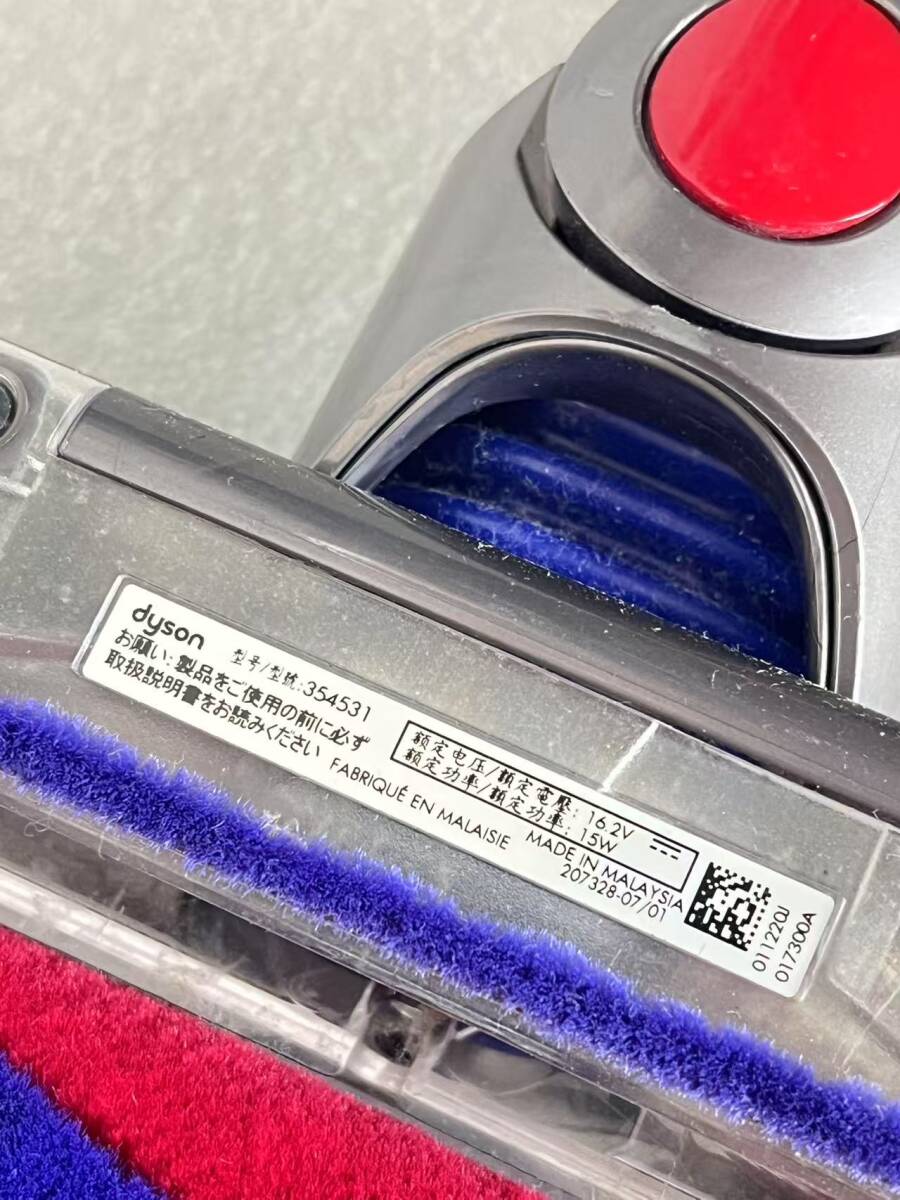 dyson
型号/型號:354531
お願い:製品をご使用の前に必ず
取扱説明書をお読みください
額定电压/額定電壓: 16.2V ⎓
額定功率/額定功率: 15W
FABRIQUÉ EN MALAISIE MADE IN MALAYSIA
207328-07/01
011220J
017300A